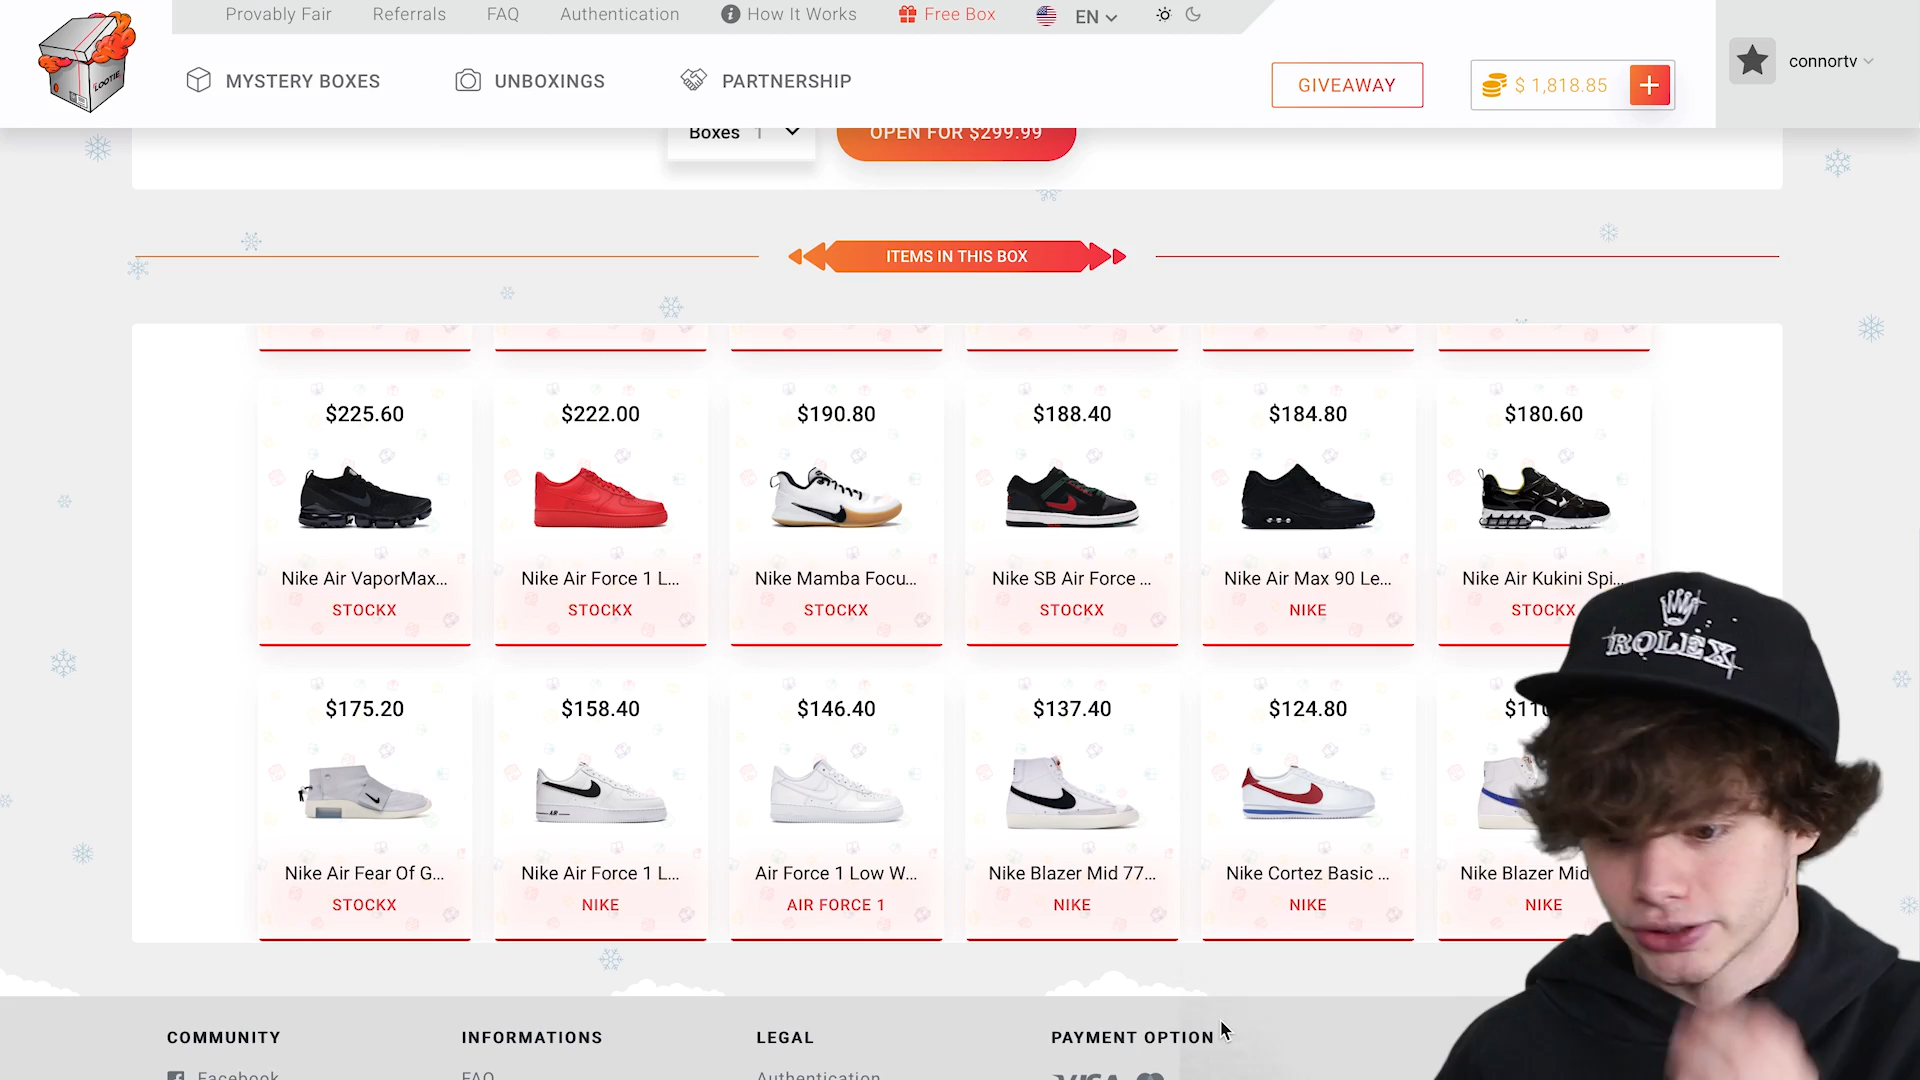 Provably Fair Referrals FAQ Authentication How It Works Free Box EN
LOOTIE
MYSTERY BOXES UNBOXINGS PARTNERSHIP GIVEAWAY $ 1,818.85 + connortv
Boxes 1 OPEN FOR $299.99
ITEMS IN THIS BOX
$225.60 $222.00 $190.80 $188.40 $184.80 $180.60
Nike Air VaporMax... Nike Air Force 1 L... Nike Mamba Focu... Nike SB Air Force ... Nike Air Max 90 Le... Nike Air Kukini Spi...
STOCKX STOCKX STOCKX STOCKX NIKE STOCKX
ROLEX
$175.20 $158.40 $146.40 $137.40 $124.80
AIR
Nike Air Fear Of G... Nike Air Force 1 L... Air Force 1 Low W... Nike Blazer Mid 77... Nike Cortez Basic ... Nike Blazer Mid
STOCKX NIKE AIR FORCE 1 NIKE NIKE NIKE
COMMUNITY INFORMATIONS LEGAL PAYMENT OPTION
Facebook FAQ Authentication VISA